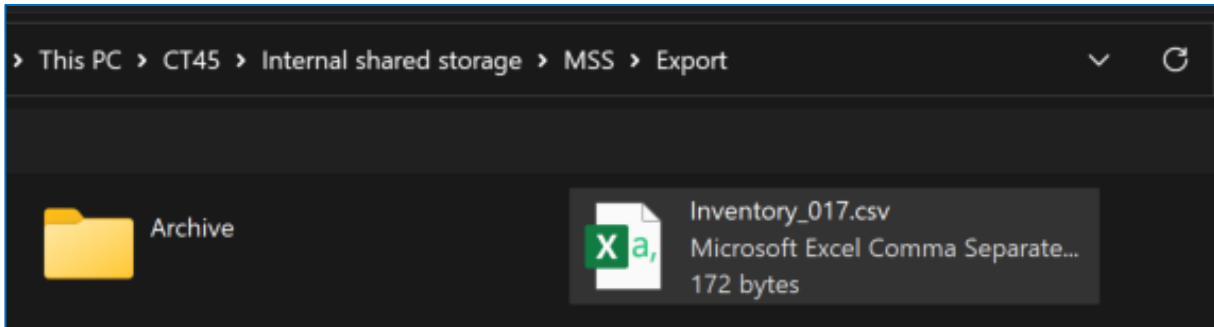 › This PC › CT45 › Internal shared storage › MSS › Export
Archive
Inventory_017.csv
Microsoft Excel Comma Separate...
172 bytes